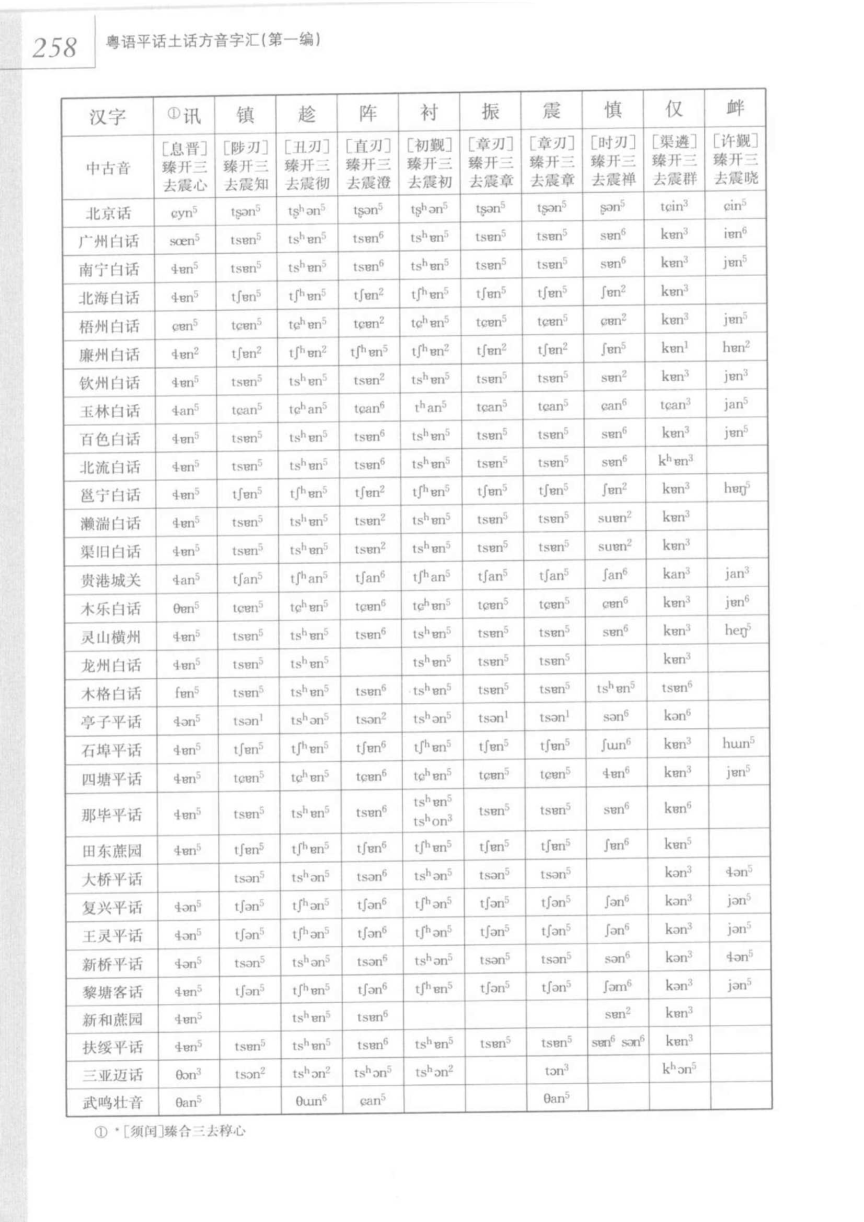 258
粤语平话土话方音字汇(第一编)
汉字 ①讯 镇 趁 阵 衬 振 震 慎 仅 衅
中古音 [息晋]臻开三去震心 [陟刃]臻开三去震知 [丑刃]臻开三去震彻 [直刃]臻开三去震澄 [初觐]臻开三去震初 [章刃]臻开三去震章 [章刃]臻开三去震章 [时刃]臻开三去震禅 [渠遴]臻开三去震群 [许觐]臻开三去震晓
北京话 ɕyn⁵ tʂən⁵ tʂʰən⁵ tʂən⁵ tʂʰən⁵ tʂən⁵ tʂən⁵ ʂən⁵ tɕin³ ɕin⁵
广州白话 sœn⁵ tsɐn⁵ tsʰɐn⁵ tsɐn⁶ tsʰɐn⁵ tsɐn⁵ tsɐn⁵ sɐn⁶ kɐn³ iɐn⁶
南宁白话 ɬɐn⁵ tsɐn⁵ tsʰɐn⁵ tsɐn⁶ tsʰɐn⁵ tsɐn⁵ tsɐn⁵ sɐn⁶ kɐn³ jɐn⁵
北海白话 ɬɐn⁵ tʃɐn⁵ tʃʰɐn⁵ tʃɐn² tʃʰɐn⁵ tʃɐn⁵ tʃɐn⁵ ʃɐn² kɐn³
梧州白话 ɕɐn⁵ tɕɐn⁵ tɕʰɐn⁵ tɕɐn² tɕʰɐn⁵ tɕɐn⁵ tɕɐn⁵ ɕɐn² kɐn³ jɐn⁵
廉州白话 ɬɐn² tʃɐn² tʃʰɐn² tʃʰɐn⁵ tʃʰɐn² tʃɐn² tʃɐn² ʃɐn⁵ kɐn¹ hɐn²
钦州白话 ɬɐn⁵ tsɐn⁵ tsʰɐn⁵ tsɐn² tsʰɐn⁵ tsɐn⁵ tsɐn⁵ sɐn² kɐn³ jɐn³
玉林白话 ɬan⁵ tɕan⁵ tɕʰan⁵ tɕan⁶ tʰan⁵ tɕan⁵ tɕan⁵ ɕan⁶ tɕan³ jan⁵
百色白话 ɬɐn⁵ tsɐn⁵ tsʰɐn⁵ tsɐn⁶ tsʰɐn⁵ tsɐn⁵ tsɐn⁵ sɐn⁶ kɐn³ jɐn⁵
北流白话 ɬɐn⁵ tsɐn⁵ tsʰɐn⁵ tsɐn⁶ tsʰɐn⁵ tsɐn⁵ tsɐn⁵ sɐn⁶ kʰɐn³
邕宁白话 ɬɐn⁵ tʃɐn⁵ tʃʰɐn⁵ tʃɐn² tʃʰɐn⁵ tʃɐn⁵ tʃɐn⁵ ʃɐn² kɐn³ hɐŋ⁵
濑湍白话 ɬɐn⁵ tsɐn⁵ tsʰɐn⁵ tsɐn² tsʰɐn⁵ tsɐn⁵ tsɐn⁵ suɐn² kɐn³
渠旧白话 ɬɐn⁵ tsɐn⁵ tsʰɐn⁵ tsɐn² tsʰɐn⁵ tsɐn⁵ tsɐn⁵ suɐn² kɐn³
贵港城关 ɬan⁵ tʃan⁵ tʃʰan⁵ tʃan⁶ tʃʰan⁵ tʃan⁵ tʃan⁵ ʃan⁶ kan³ jan³
木乐白话 θɐn⁵ tɕɐn⁵ tɕʰɐn⁵ tɕɐn⁶ tɕʰɐn⁵ tɕɐn⁵ tɕɐn⁵ ɕɐn⁶ kɐn³ jɐn⁶
灵山横州 ɬɐn⁵ tsɐn⁵ tsʰɐn⁵ tsɐn⁶ tsʰɐn⁵ tsɐn⁵ tsɐn⁵ sɐn⁶ kɐn³ heŋ⁵
龙州白话 ɬɐn⁵ tsɐn⁵ tsʰɐn⁵ tsʰɐn⁵ tsɐn⁵ tsɐn⁵ kɐn³
木格白话 fɐn⁵ tsɐn⁵ tsʰɐn⁵ tsɐn⁶ tsʰɐn⁵ tsɐn⁵ tsɐn⁵ tsʰɐn⁵ tsɐn⁶
亭子平话 ɬən⁵ tsən¹ tsʰən⁵ tsən² tsʰən⁵ tsən¹ tsən¹ sən⁶ kən⁶
石埠平话 ɬɐn⁵ tʃɐn⁵ tʃʰɐn⁵ tʃɐn⁶ tʃʰɐn⁵ tʃɐn⁵ tʃɐn⁵ ʃɯn⁶ kɐn³ hɯn⁵
四塘平话 ɬɐn⁵ tɕɐn⁵ tɕʰɐn⁵ tɕɐn⁶ tɕʰɐn⁵ tɕɐn⁵ tɕɐn⁵ ɬɐn⁶ kɐn³ jɐn⁵
那毕平话 ɬɐn⁵ tsɐn⁵ tsʰɐn⁵ tsɐn⁶ tsʰɐn⁵ tsʰon³ tsɐn⁵ tsɐn⁵ sɐn⁶ kɐn⁶
田东蔗园 ɬɐn⁵ tʃɐn⁵ tʃʰɐn⁵ tʃɐn⁶ tʃʰɐn⁵ tʃɐn⁵ tʃɐn⁵ ʃɐn⁶ kɐn⁵
大桥平话 tsən⁵ tsʰən⁵ tsən⁶ tsʰən⁵ tsən⁵ tsən⁵ kən³ ɬən⁵
复兴平话 ɬən⁵ tʃən⁵ tʃʰən⁵ tʃən⁶ tʃʰən⁵ tʃən⁵ tʃən⁵ ʃən⁶ kən³ jən⁵
王灵平话 ɬən⁵ tʃən⁵ tʃʰən⁵ tʃən⁶ tʃʰən⁵ tʃən⁵ tʃən⁵ ʃən⁶ kən³ jən⁵
新桥平话 ɬən⁵ tsən⁵ tsʰən⁵ tsən⁶ tsʰən⁵ tsən⁵ tsən⁵ sən⁶ kən³ ɬən⁵
黎塘客话 ɬɐn⁵ tʃən⁵ tʃʰɐn⁵ tʃən⁶ tʃʰɐn⁵ tʃən⁵ tʃən⁵ ʃəm⁶ kən³ jən⁵
新和蔗园 ɬɐn⁵ tsʰɐn⁵ tsɐn⁶ sɐn² kɐn³
扶绥平话 ɬɐn⁵ tsɐn⁵ tsʰɐn⁵ tsɐn⁶ tsʰɐn⁵ tsɐn⁵ tsɐn⁵ sɐn⁶ sən⁶ kɐn³
三亚迈话 θɔn³ tsɔn² tsʰɔn² tsʰɔn⁵ tsʰɔn² tɔn³ kʰɔn⁵
武鸣壮音 θan⁵ θɯn⁶ ɕan⁵ θan⁵
① *[须闰]臻合三去稕心